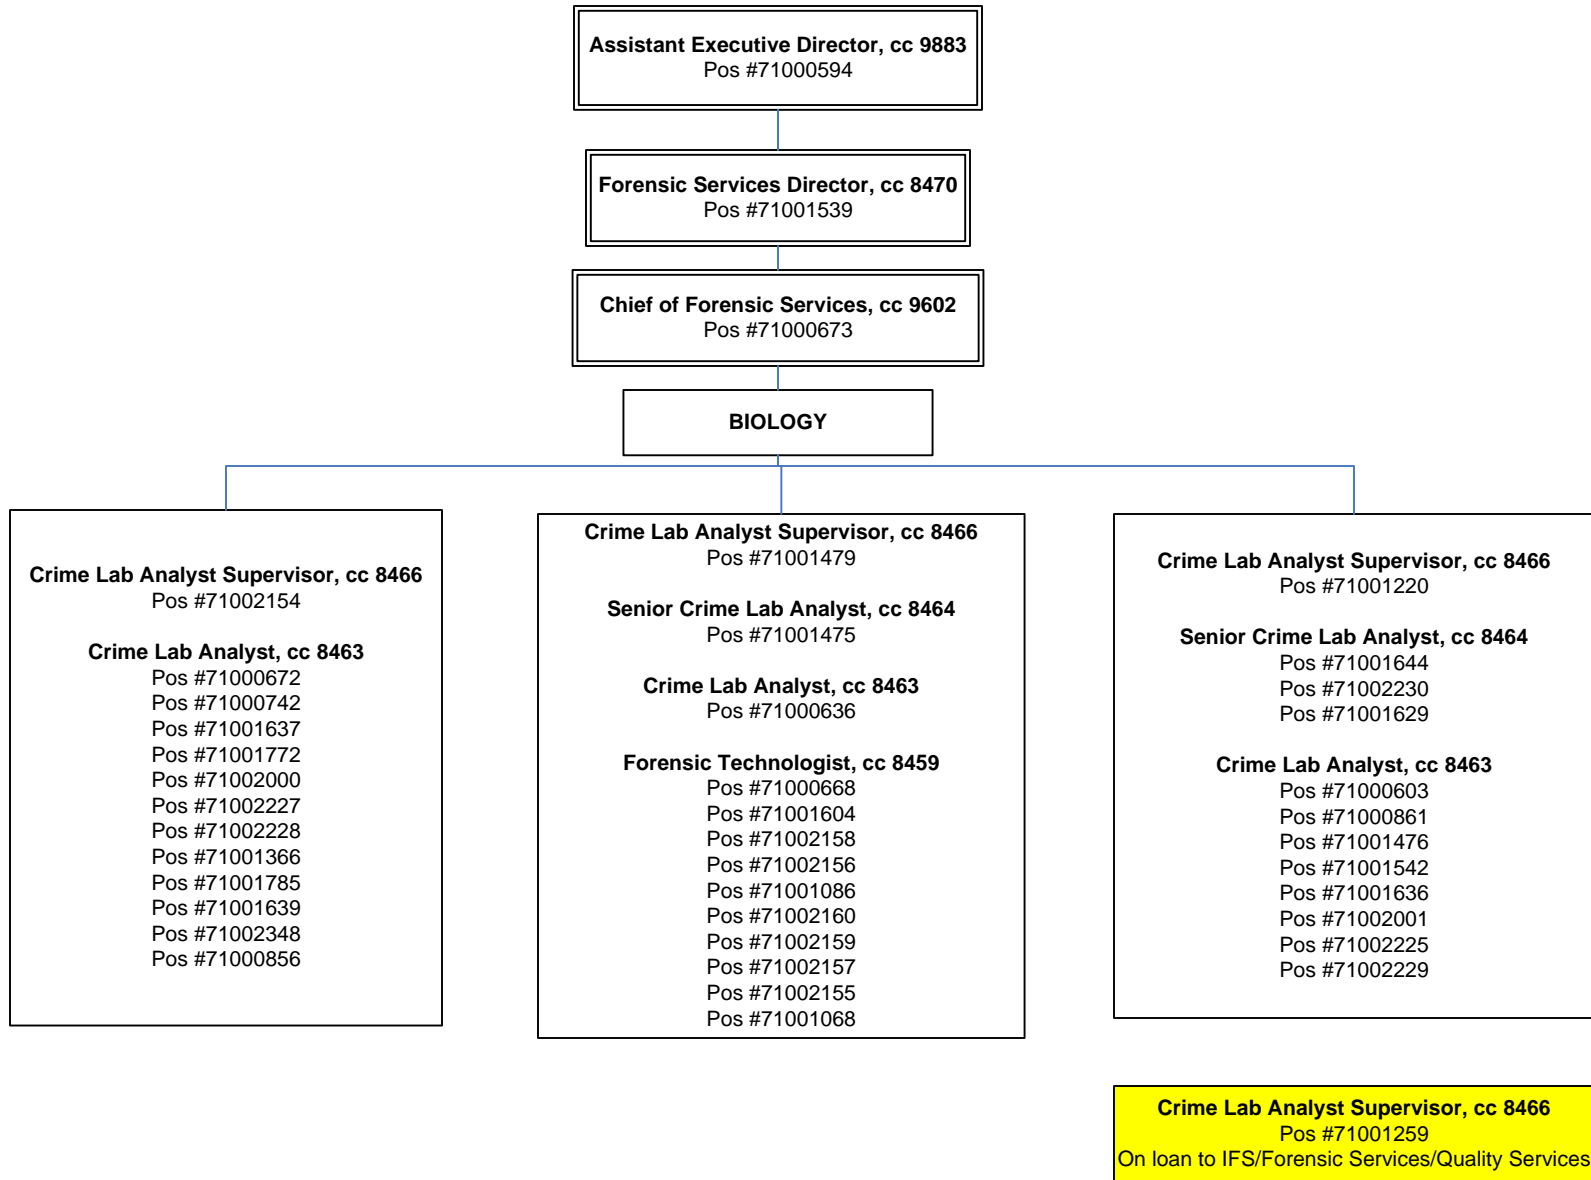 Assistant Executive Director, cc 9883
Pos #71000594
Forensic Services Director, cc 8470
Pos #71001539
Chief of Forensic Services, cc 9602
Pos #71000673
BIOLOGY
Crime Lab Analyst Supervisor, cc 8466
Pos #71002154
Crime Lab Analyst, cc 8463
Pos #71000672
Pos #71000742
Pos #71001637
Pos #71001772
Pos #71002000
Pos #71002227
Pos #71002228
Pos #71001366
Pos #71001785
Pos #71001639
Pos #71002348
Pos #71000856
Crime Lab Analyst Supervisor, cc 8466
Pos #71001479
Senior Crime Lab Analyst, cc 8464
Pos #71001475
Crime Lab Analyst, cc 8463
Pos #71000636
Forensic Technologist, cc 8459
Pos #71000668
Pos #71001604
Pos #71002158
Pos #71002156
Pos #71001086
Pos #71002160
Pos #71002159
Pos #71002157
Pos #71002155
Pos #71001068
Crime Lab Analyst Supervisor, cc 8466
Pos #71001220
Senior Crime Lab Analyst, cc 8464
Pos #71001644
Pos #71002230
Pos #71001629
Crime Lab Analyst, cc 8463
Pos #71000603
Pos #71000861
Pos #71001476
Pos #71001542
Pos #71001636
Pos #71002001
Pos #71002225
Pos #71002229
Crime Lab Analyst Supervisor, cc 8466
Pos #71001259
On loan to IFS/Forensic Services/Quality Services